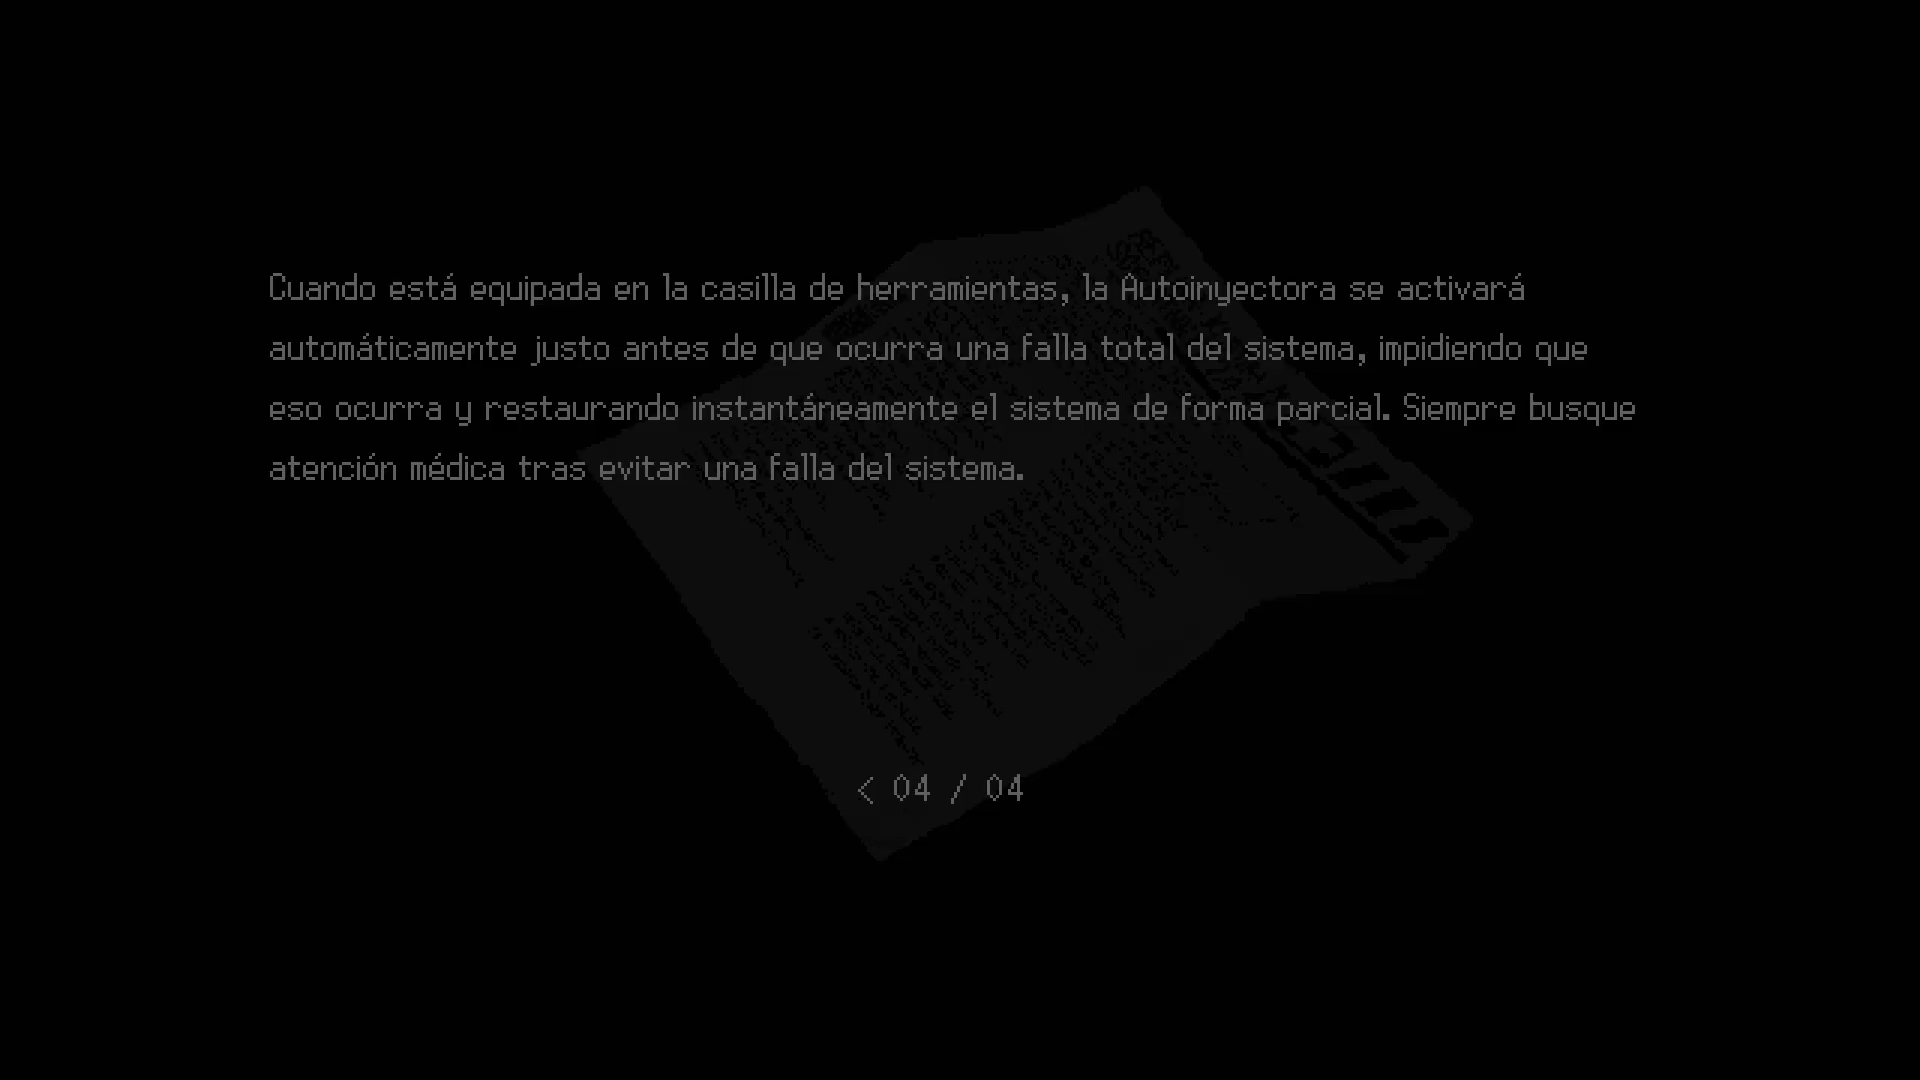 Cuando está equipada en la casilla de herramientas, la Autoinyectora se activará
automáticamente justo antes de que ocurra una falla total del sistema, impidiendo que
eso ocurra y restaurando instantáneamente el sistema de forma parcial. Siempre busque
atención médica tras evitar una falla del sistema.
< 04 / 04